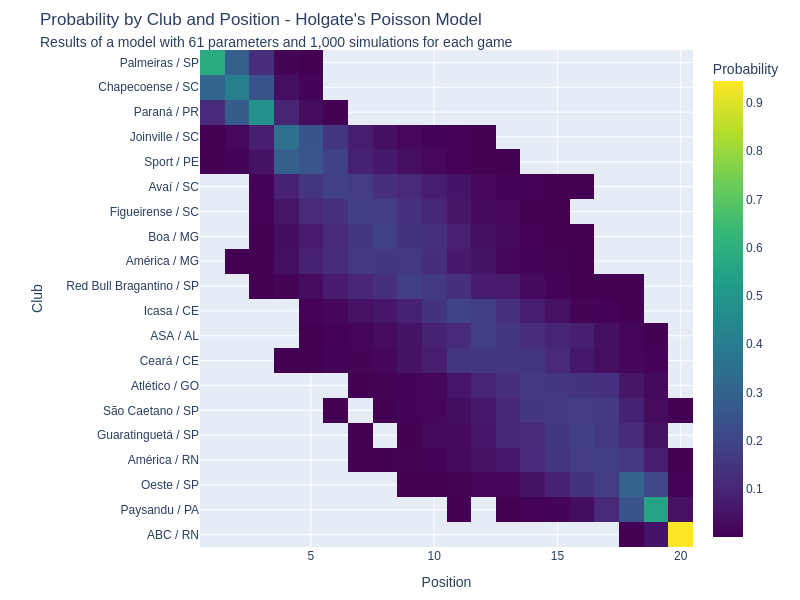 Probability by Club and Position - Holgate's Poisson Model
Results of a model with 61 parameters and 1,000 simulations for each game
Probability
Club
Palmeiras / SP
Chapecoense / SC
Paraná / PR
Joinville / SC
Sport / PE
Avaí / SC
Figueirense / SC
Boa / MG
América / MG
Red Bull Bragantino / SP
Icasa / CE
ASA / AL
Ceará / CE
Atlético / GO
São Caetano / SP
Guaratinguetá / SP
América / RN
Oeste / SP
Paysandu / PA
ABC / RN
0.9
0.8
0.7
0.6
0.5
0.4
0.3
0.2
0.1
5
10
15
20
Position